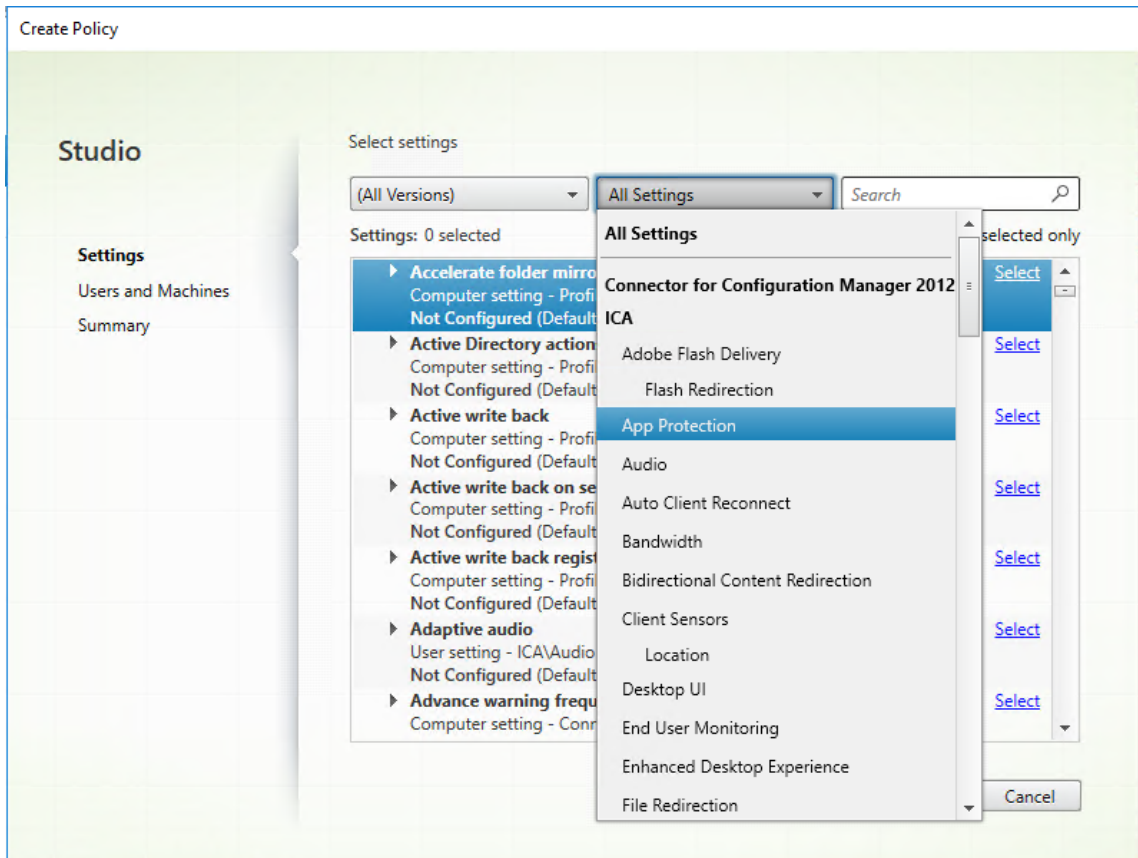 Create Policy
Studio
Settings
Users and Machines
Summary
Select settings
(All Versions)
All Settings
Search
Settings: 0 selected
selected only
Accelerate folder mirro
Computer setting - Profi
Not Configured (Default
Select
Active Directory action
Computer setting - Profi
Not Configured (Default
Select
Active write back
Computer setting - Profi
Not Configured (Default
Select
Active write back on se
Computer setting - Profi
Not Configured (Default
Select
Active write back regist
Computer setting - Profi
Not Configured (Default
Select
Adaptive audio
User setting - ICA\Audio
Not Configured (Default
Select
Advance warning frequ
Computer setting - Conr
Select
All Settings
Connector for Configuration Manager 2012
ICA
Adobe Flash Delivery
Flash Redirection
App Protection
Audio
Auto Client Reconnect
Bandwidth
Bidirectional Content Redirection
Client Sensors
Location
Desktop UI
End User Monitoring
Enhanced Desktop Experience
File Redirection
Cancel